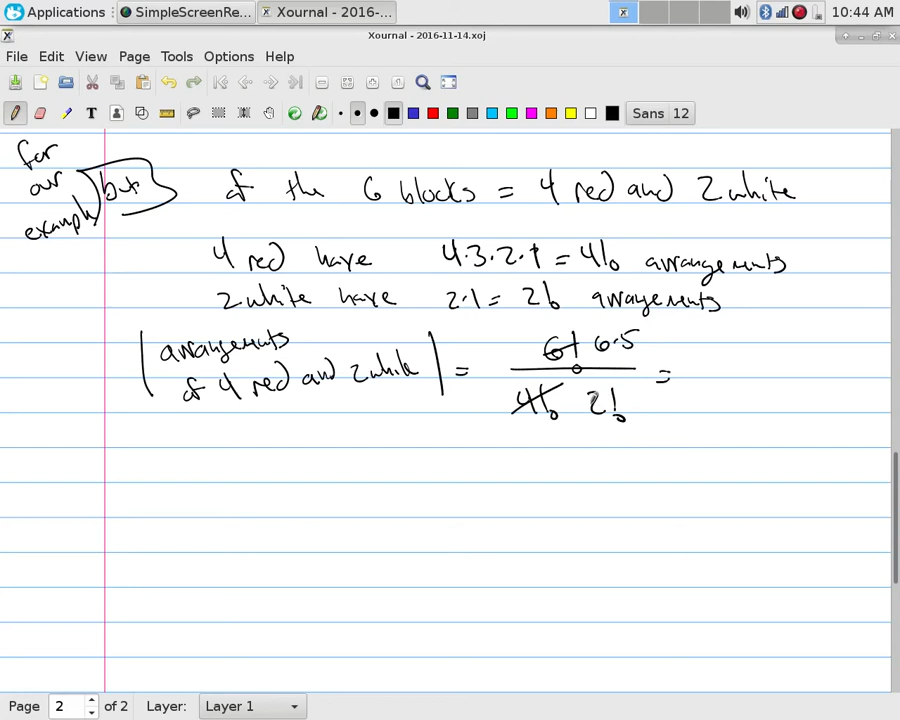 Applications SimpleScreenRe... Xournal - 2016-... 10:44 AM
Xournal - 2016-11-14.xoj
File Edit View Page Tools Options Help
T Sans 12
for
our
example
but of the 6 blocks = 4 red and 2 white
4 red have 4·3·2·1 = 4! arrangements
2 white have 2·1 = 2! arrangements
| arrangements
of 4 red and 2 white | = 6! 6·5 / 4! 2! =
Page 2 of 2 Layer: Layer 1